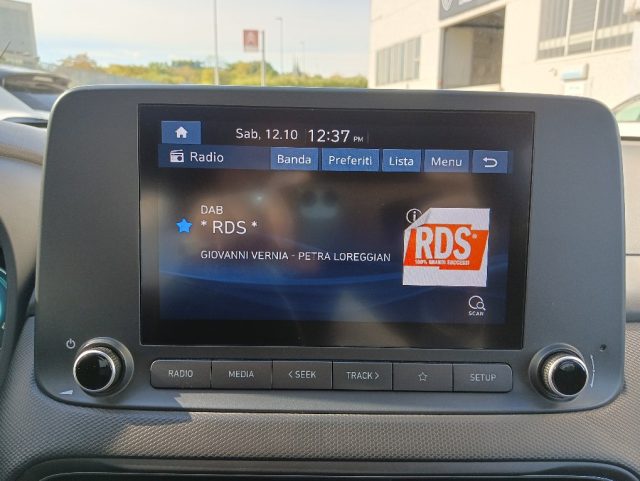 Sab, 12.10 12:37 PM
Radio Banda Preferiti Lista Menu
DAB
* RDS *
GIOVANNI VERNIA - PETRA LOREGGIAN
RDS
100% GRANDI SUCCESSI
SCAN
RADIO MEDIA < SEEK TRACK > SETUP